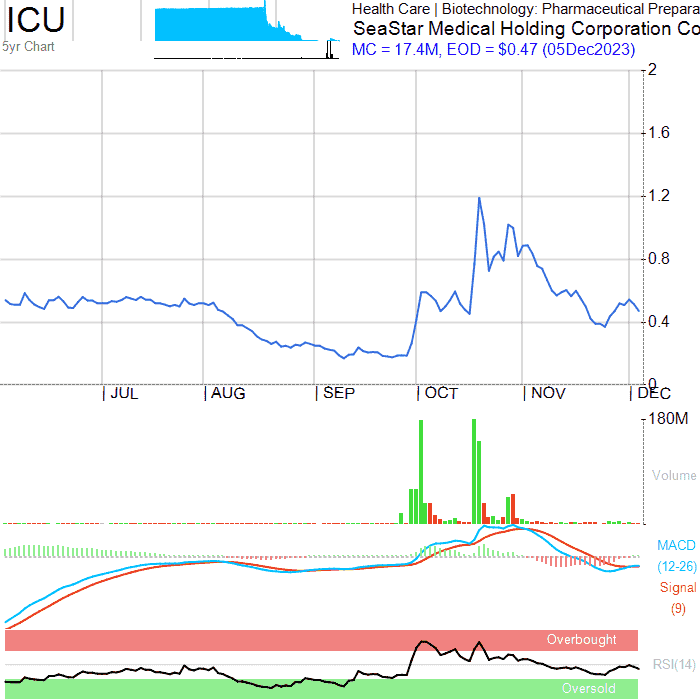 ICU
5yr Chart
Health Care | Biotechnology: Pharmaceutical Prepara
SeaStar Medical Holding Corporation Co
MC = 17.4M, EOD = $0.47 (05Dec2023)
2
1.6
1.2
0.8
0.4
0
JUL AUG SEP OCT NOV DEC
180M
Volume
MACD
(12-26)
Signal
(9)
Overbought
RSI(14)
Oversold